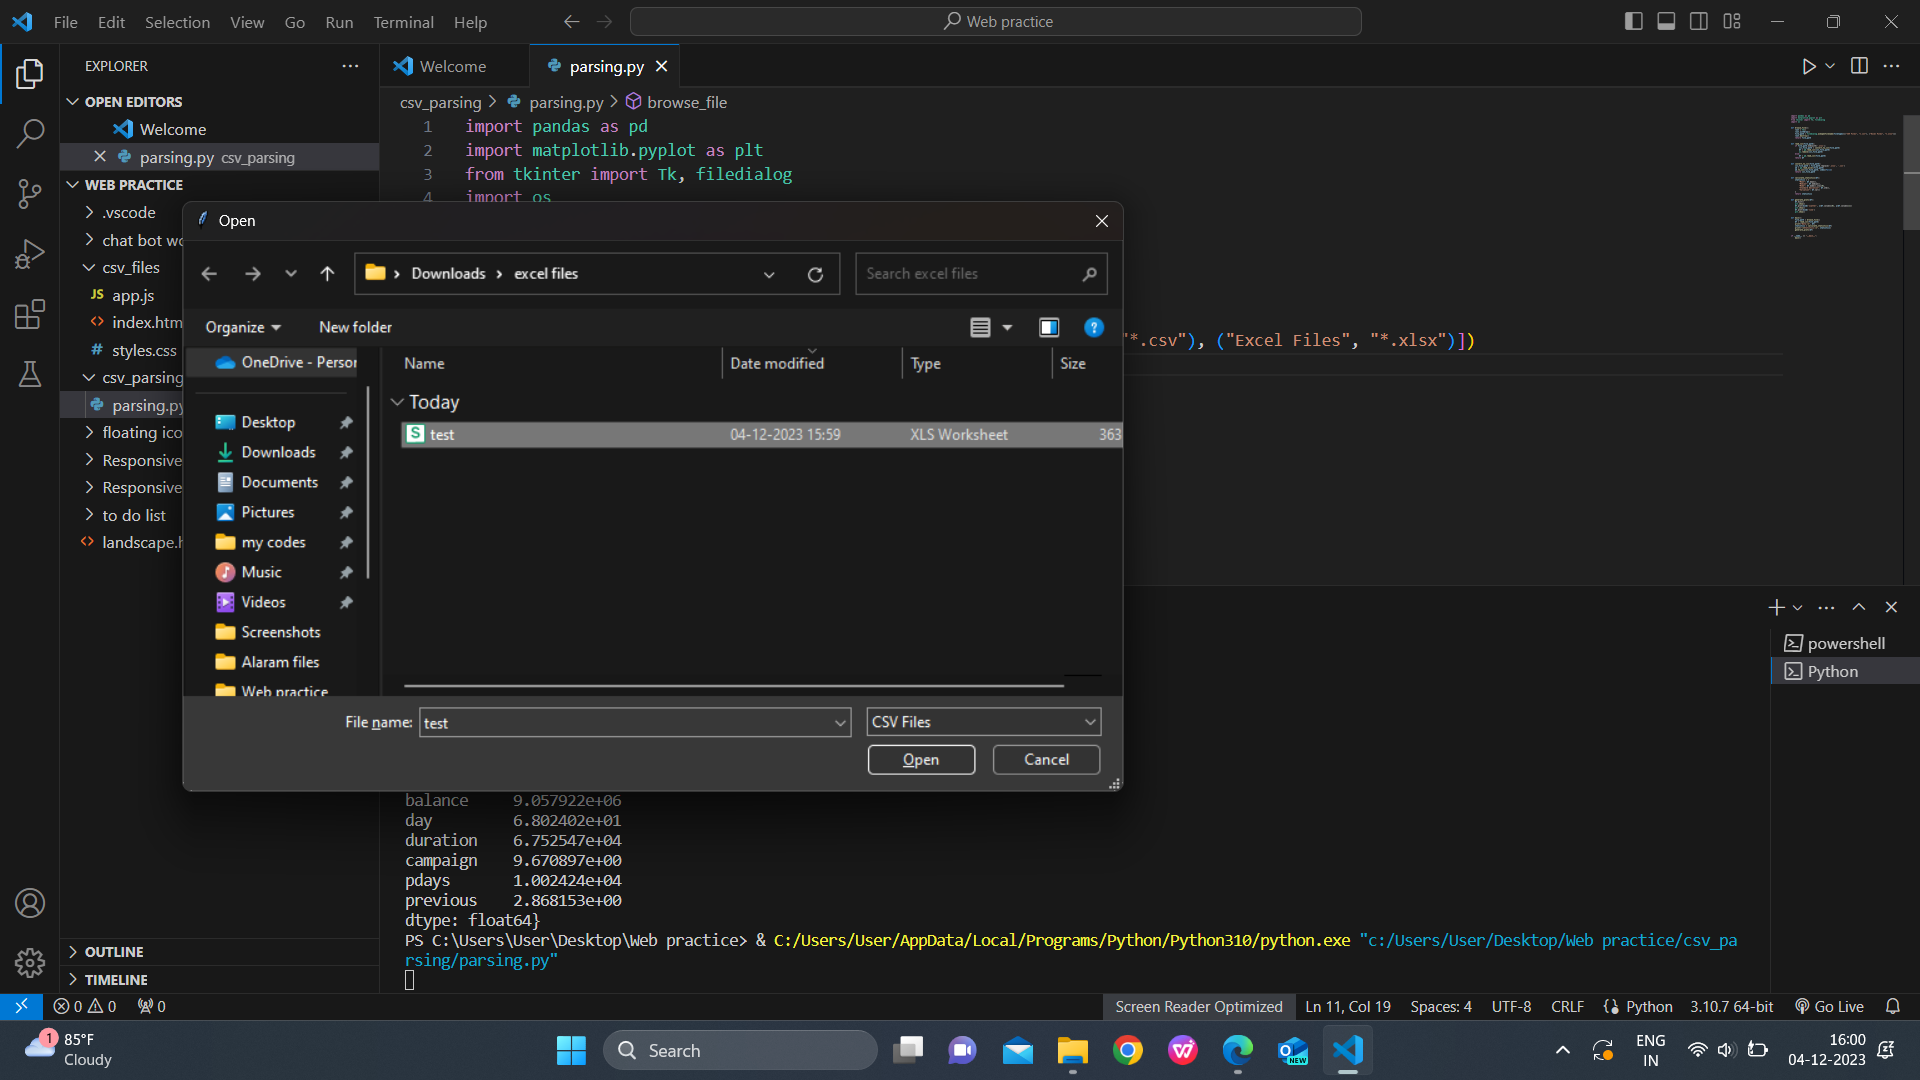 File Edit Selection View Go Run Terminal Help
Web practice
EXPLORER
OPEN EDITORS
Welcome
parsing.py csv_parsing
WEB PRACTICE
.vscode
chat bot wo
csv_files
JS app.js
index.htm
# styles.css
csv_parsing
parsing.py
floating ico
Responsive
Responsive
to do list
landscape.h
OUTLINE
TIMELINE
Welcome
parsing.py
csv_parsing > parsing.py > browse_file
1 import pandas as pd
2 import matplotlib.pyplot as plt
3 from tkinter import Tk, filedialog
4 import os
"*.csv"), ("Excel Files", "*.xlsx")])
Open
Downloads > excel files
Search excel files
Organize
New folder
OneDrive - Person
Desktop
Downloads
Documents
Pictures
my codes
Music
Videos
Screenshots
Alaram files
Web practice
Name Date modified Type Size
Today
S test 04-12-2023 15:59 XLS Worksheet 363
File name: test
CSV Files
Open
Cancel
powershell
Python
balance 9.057922e+06
day 6.802402e+01
duration 6.752547e+04
campaign 9.670897e+00
pdays 1.002424e+04
previous 2.868153e+00
dtype: float64}
PS C:\Users\User\Desktop\Web practice> & C:/Users/User/AppData/Local/Programs/Python/Python310/python.exe "c:/Users/User/Desktop/Web practice/csv_pa
rsing/parsing.py"
0 0 0
Screen Reader Optimized Ln 11, Col 19 Spaces: 4 UTF-8 CRLF Python 3.10.7 64-bit Go Live
1
85°F
Cloudy
Search
NEW
ENG
IN
16:00
04-12-2023